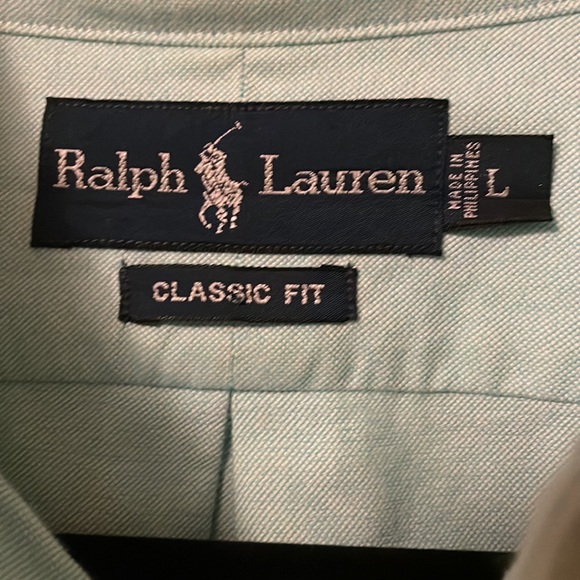 Ralph Lauren
MADE IN
PHILIPPINES
L
CLASSIC FIT